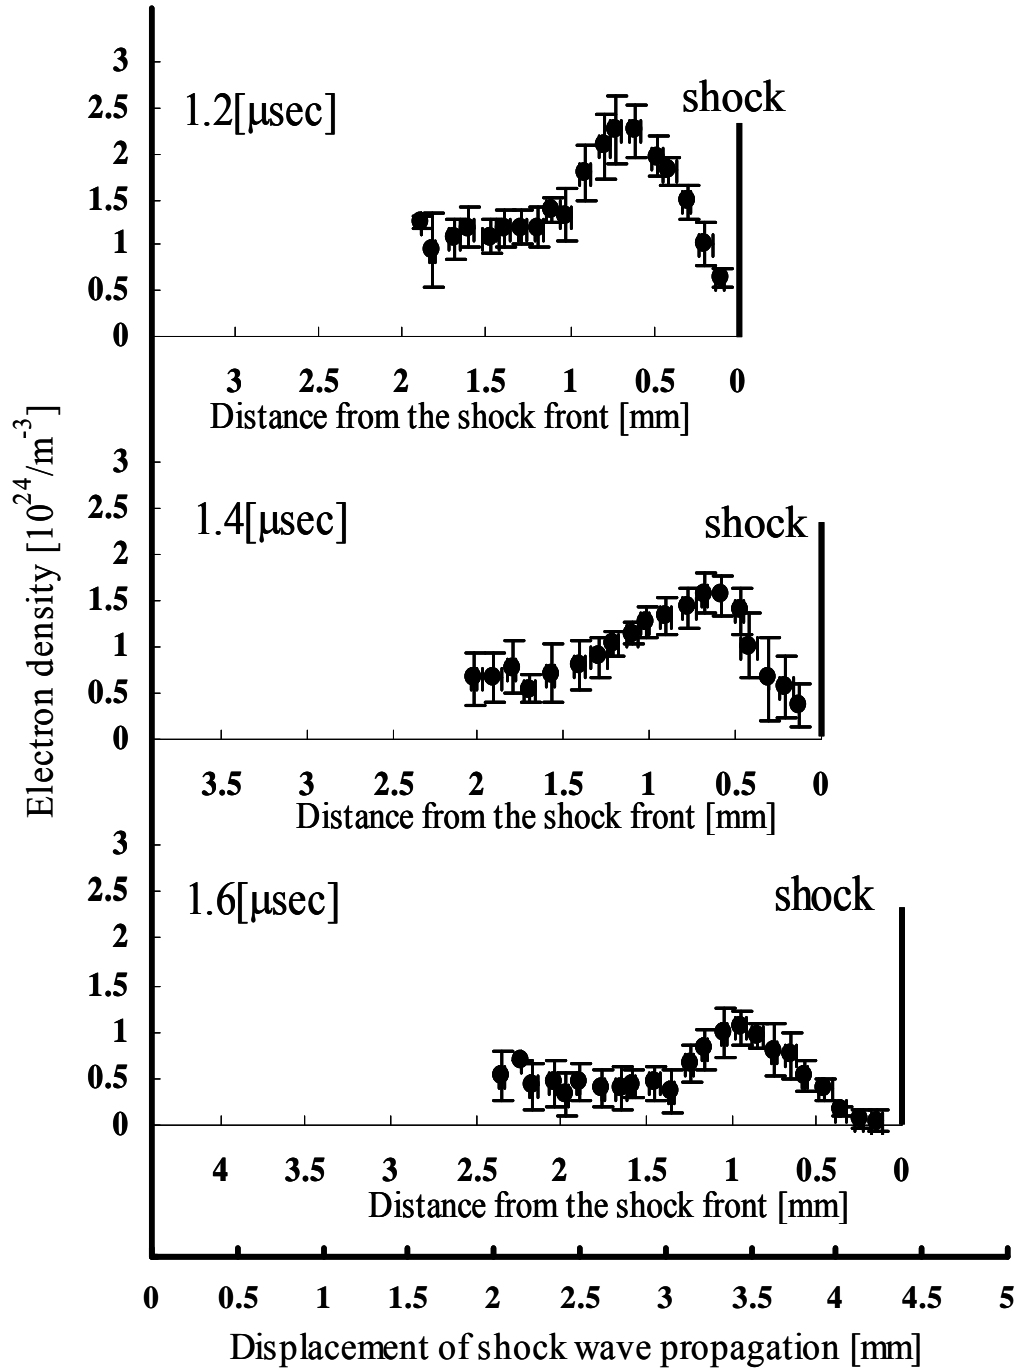 3
2.5
2
1.5
1
0.5
0
1.2[μsec]
shock
3 2.5 2 1.5 1 0.5 0
Distance from the shock front [mm]
Electron density [10^24/m^-3]
3
2.5
2
1.5
1
0.5
0
1.4[μsec]
shock
3.5 3 2.5 2 1.5 1 0.5 0
Distance from the shock front [mm]
3
2.5
2
1.5
1
0.5
0
1.6[μsec]
shock
4 3.5 3 2.5 2 1.5 1 0.5 0
Distance from the shock front [mm]
0 0.5 1 1.5 2 2.5 3 3.5 4 4.5 5
Displacement of shock wave propagation [mm]